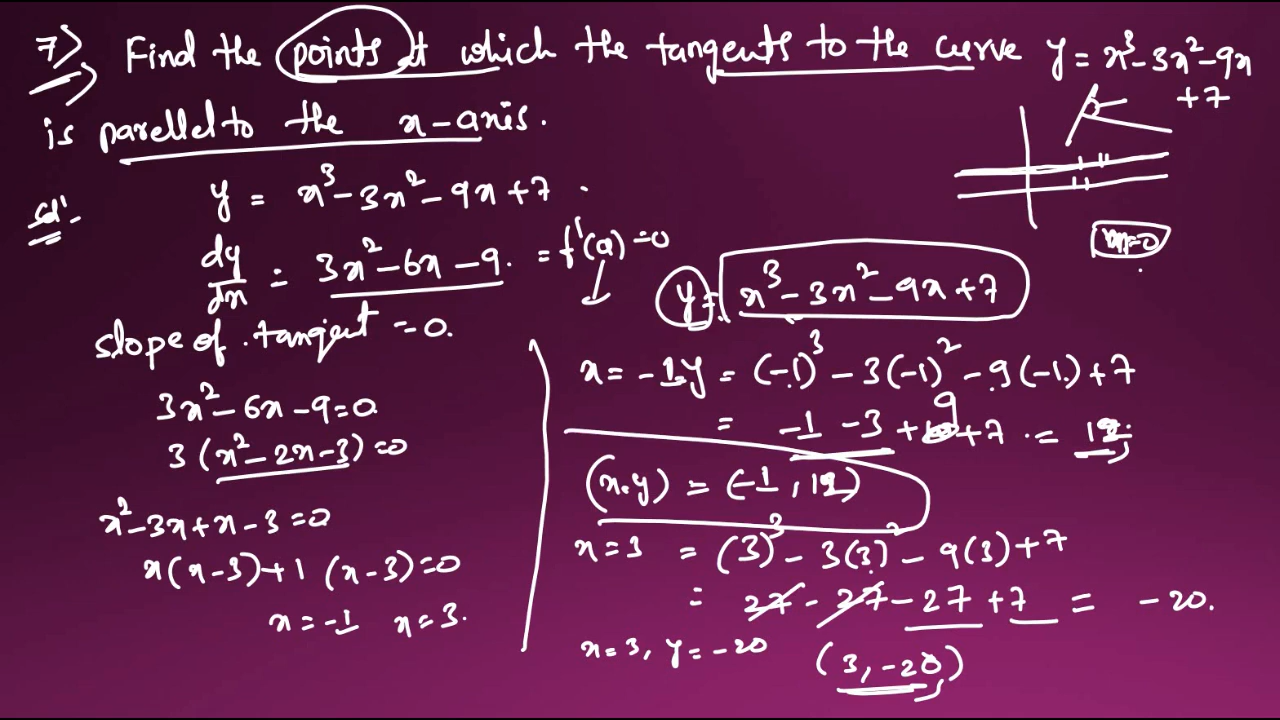 7) Find the points at which the tangents to the curve y = x³-3x²-9x
+7
is parellel to the x-axis.
Sol:
y = x³-3x²-9x+7.
dy/dx = 3x²-6x-9. = f'(a)=0
slope of tangent = 0.
3x²-6x-9=0
3(x²-2x-3)=0
x²-3x+x-3=0
x(x-3)+1(x-3)=0
x=-1 x=3.
m=0
y = x³-3x²-9x+7
x=-1 y = (-1)³-3(-1)²-9(-1)+7
= -1-3+9+7 = 12.
(x,y) = (-1,12)
x=3 = (3)³-3(3)²-9(3)+7
= 27-27-27+7 = -20.
x=3, y=-20
(3,-20)